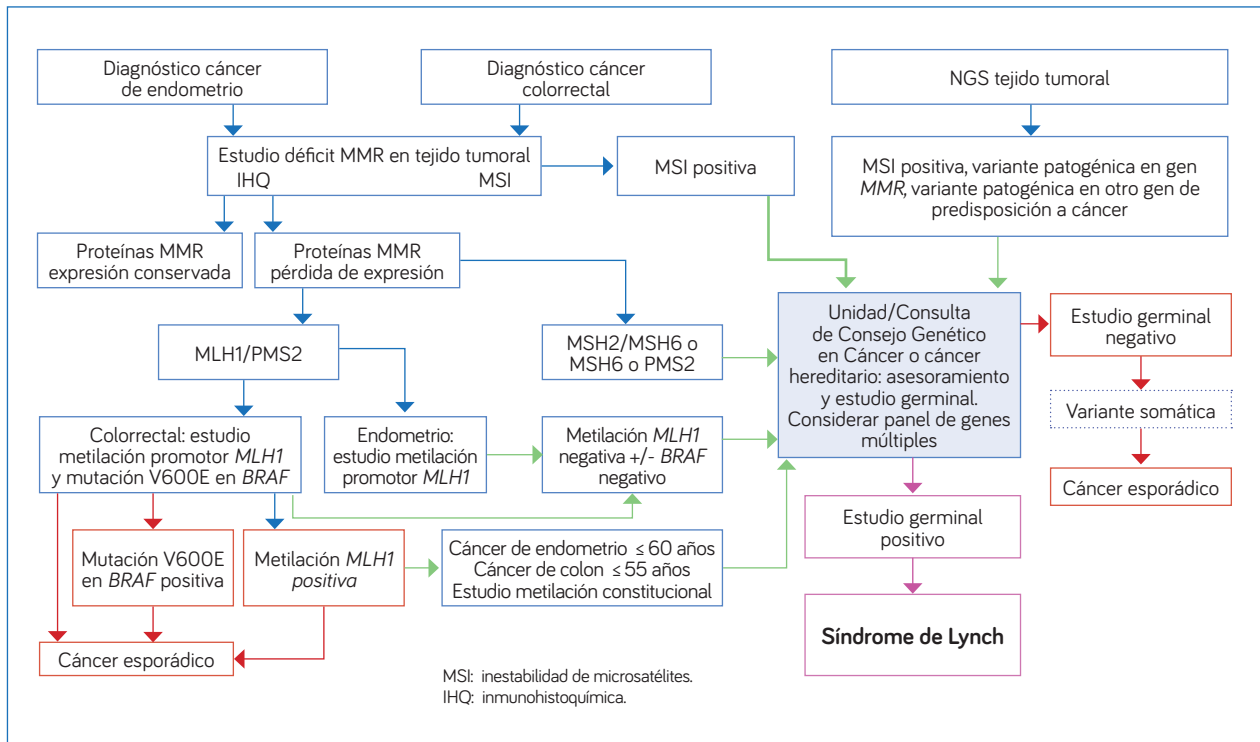 Diagnóstico cáncer
de endometrio
Diagnóstico cáncer
colorrectal
NGS tejido tumoral
Estudio déficit MMR en tejido tumoral
IHQ MSI
MSI positiva
MSI positiva, variante patogénica en gen
MMR, variante patogénica en otro gen de
predisposición a cáncer
Proteínas MMR
expresión conservada
Proteínas MMR
pérdida de expresión
MLH1/PMS2
MSH2/MSH6 o
MSH6 o PMS2
Unidad/Consulta
de Consejo Genético
en Cáncer o cáncer
hereditario: asesoramiento
y estudio germinal.
Considerar panel de genes
múltiples
Estudio germinal
negativo
Variante somática
Cáncer esporádico
Colorrectal: estudio
metilación promotor MLH1
y mutación V600E en BRAF
Endometrio:
estudio metilación
promotor MLH1
Metilación MLH1
negativa +/- BRAF
negativo
Mutación V600E
en BRAF positiva
Metilación MLH1
positiva
Cáncer de endometrio ≤ 60 años
Cáncer de colon ≤ 55 años
Estudio metilación constitucional
Estudio germinal
positivo
Síndrome de Lynch
Cáncer esporádico
MSI: inestabilidad de microsatélites.
IHQ: inmunohistoquímica.